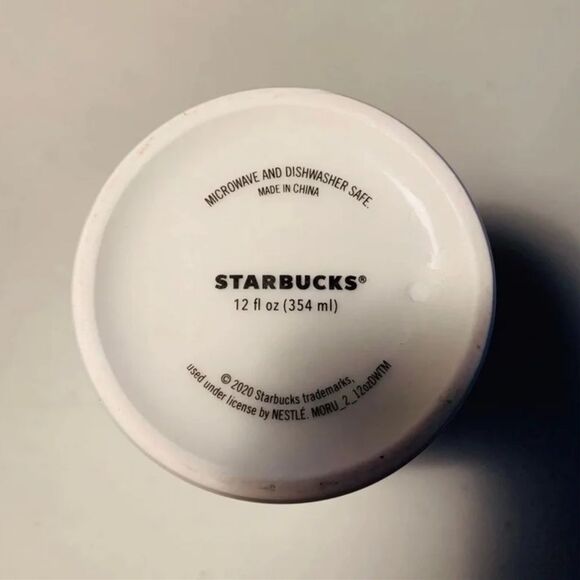 MICROWAVE AND DISHWASHER SAFE.
MADE IN CHINA
STARBUCKS®
12 fl oz (354 ml)
© 2020 Starbucks trademarks,
used under license by NESTLÉ. MORU_2_12ozDWTM